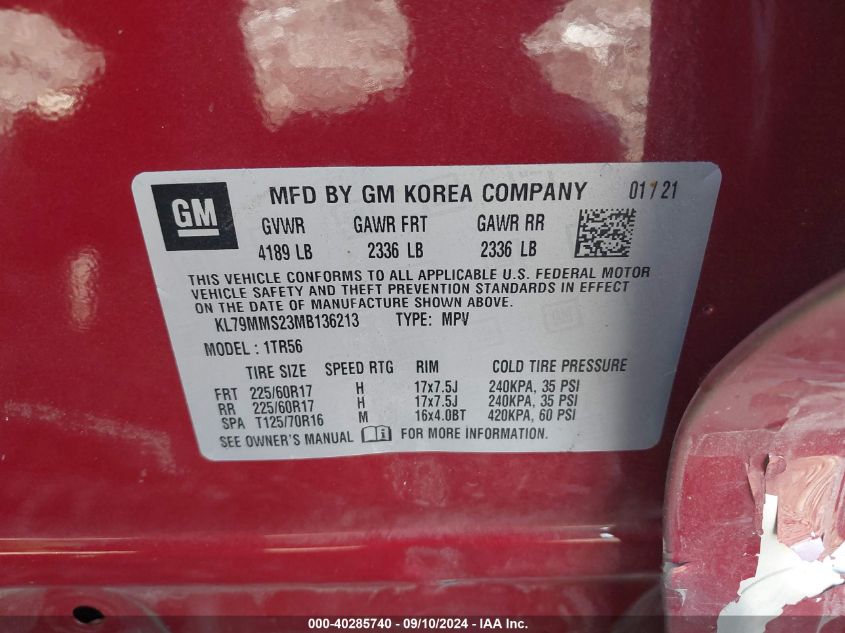 GM MFD BY GM KOREA COMPANY 01/21
GVWR GAWR FRT GAWR RR
4189 LB 2336 LB 2336 LB
THIS VEHICLE CONFORMS TO ALL APPLICABLE U.S. FEDERAL MOTOR
VEHICLE SAFETY AND THEFT PREVENTION STANDARDS IN EFFECT
ON THE DATE OF MANUFACTURE SHOWN ABOVE.
KL79MMS23MB136213 TYPE: MPV
MODEL : 1TR56
TIRE SIZE SPEED RTG RIM COLD TIRE PRESSURE
FRT 225/60R17 H 17x7.5J 240KPA, 35 PSI
RR 225/60R17 H 17x7.5J 240KPA, 35 PSI
SPA T125/70R16 M 16x4.0BT 420KPA, 60 PSI
SEE OWNER'S MANUAL i FOR MORE INFORMATION.
000-40285740 - 09/10/2024 - IAA Inc.